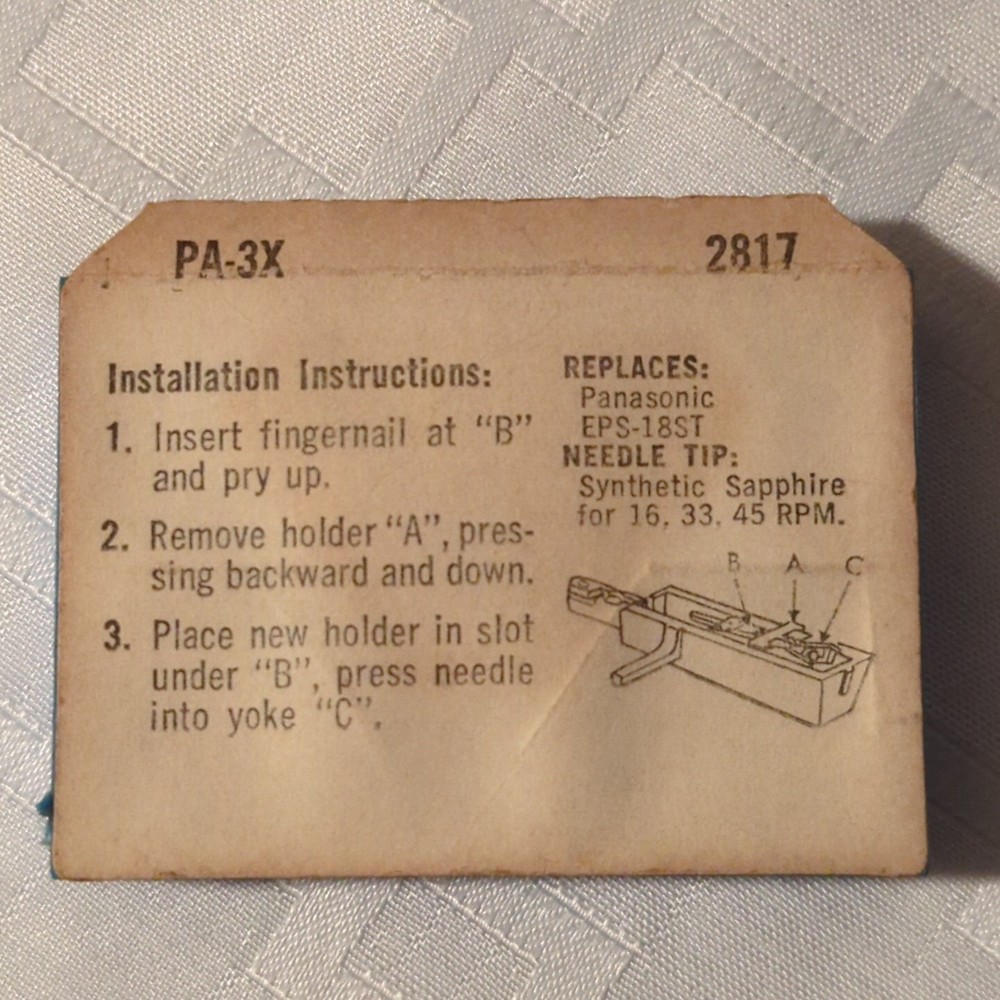 PA-3X 2817
Installation Instructions:
1. Insert fingernail at “B”
and pry up.
2. Remove holder “A”, pres-
sing backward and down.
3. Place new holder in slot
under “B”, press needle
into yoke “C”.
REPLACES:
Panasonic
EPS-18ST
NEEDLE TIP:
Synthetic Sapphire
for 16, 33, 45 RPM.
B A C